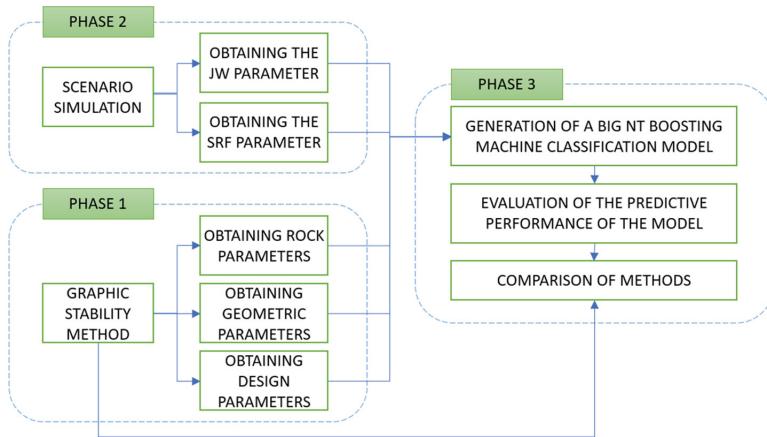 PHASE 2
SCENARIO
SIMULATION
OBTAINING THE
JW PARAMETER
OBTAINING THE
SRF PARAMETER
PHASE 1
GRAPHIC
STABILITY
METHOD
OBTAINING ROCK
PARAMETERS
OBTAINING
GEOMETRIC
PARAMETERS
OBTAINING
DESIGN
PARAMETERS
PHASE 3
GENERATION OF A BIG NT BOOSTING
MACHINE CLASSIFICATION MODEL
EVALUATION OF THE PREDICTIVE
PERFORMANCE OF THE MODEL
COMPARISON OF METHODS